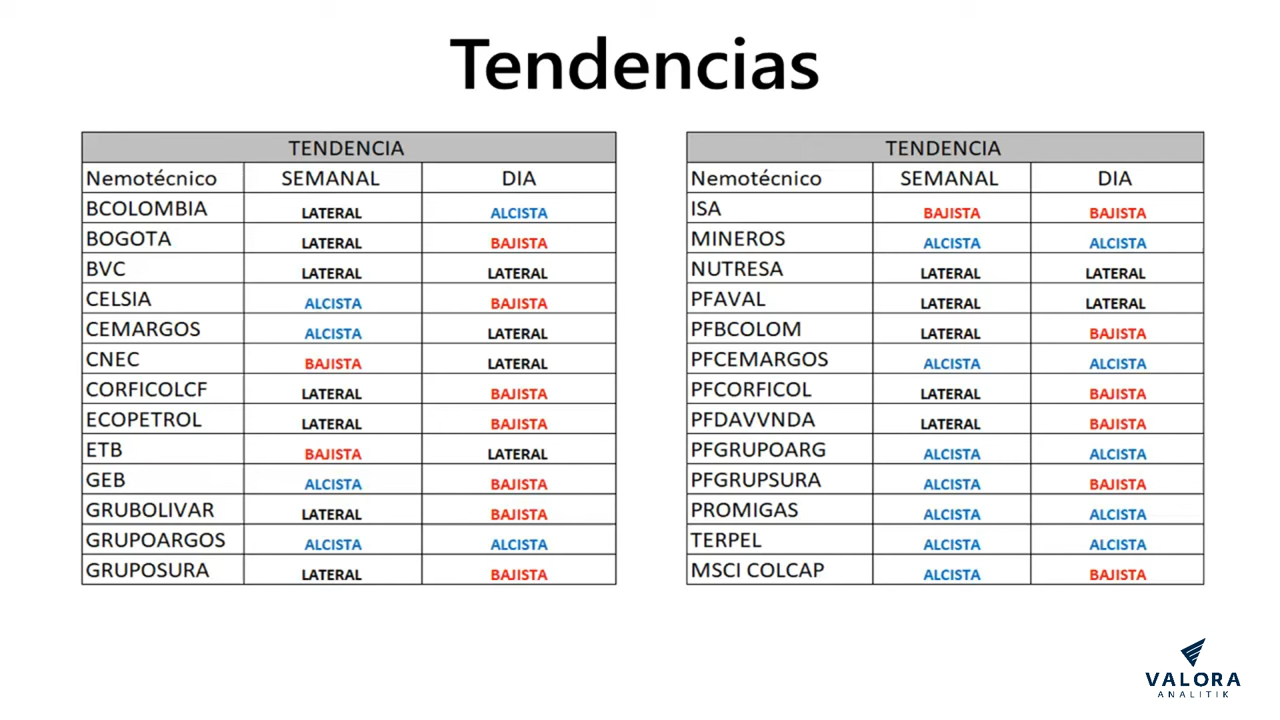 Tendencias
TENDENCIA
Nemotécnico SEMANAL DIA
BCOLOMBIA LATERAL ALCISTA
BOGOTA LATERAL BAJISTA
BVC LATERAL LATERAL
CELSIA ALCISTA BAJISTA
CEMARGOS ALCISTA LATERAL
CNEC BAJISTA LATERAL
CORFICOLCF LATERAL BAJISTA
ECOPETROL LATERAL BAJISTA
ETB BAJISTA LATERAL
GEB ALCISTA BAJISTA
GRUBOLIVAR LATERAL BAJISTA
GRUPOARGOS ALCISTA ALCISTA
GRUPOSURA LATERAL BAJISTA
TENDENCIA
Nemotécnico SEMANAL DIA
ISA BAJISTA BAJISTA
MINEROS ALCISTA ALCISTA
NUTRESA LATERAL LATERAL
PFAVAL LATERAL LATERAL
PFBCOLOM LATERAL BAJISTA
PFCEMARGOS ALCISTA ALCISTA
PFCORFICOL LATERAL BAJISTA
PFDAVVNDA LATERAL BAJISTA
PFGRUPOARG ALCISTA ALCISTA
PFGRUPSURA ALCISTA BAJISTA
PROMIGAS ALCISTA ALCISTA
TERPEL ALCISTA ALCISTA
MSCI COLCAP ALCISTA BAJISTA
VALORA
ANALITIK